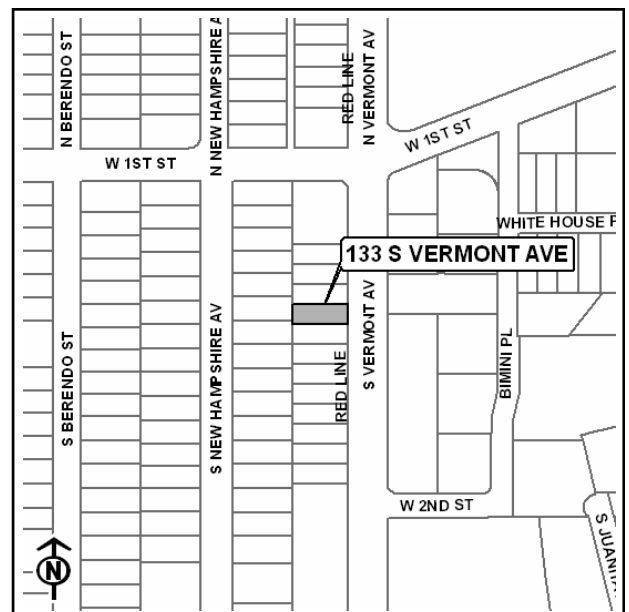 N BERENDO ST
N NEW HAMPSHIRE A
RED LINE
N VERMONT AV
W 1ST ST
W 1ST ST
WHITE HOUSE P
133 S VERMONT AVE
S BERENDO ST
S NEW HAMPSHIRE AV
RED LINE
S VERMONT AV
BIMINI PL
W 2ND ST
S JUANI
N